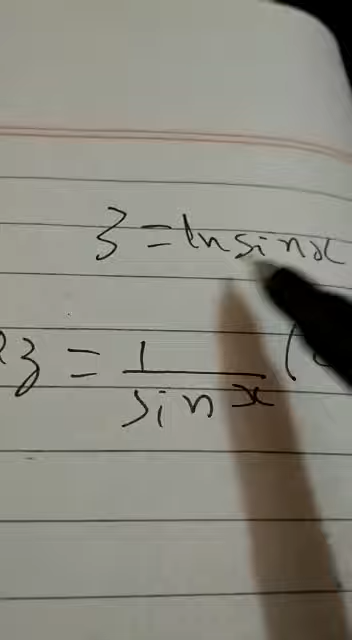 z = ln sin x
z = 1 / sin x (